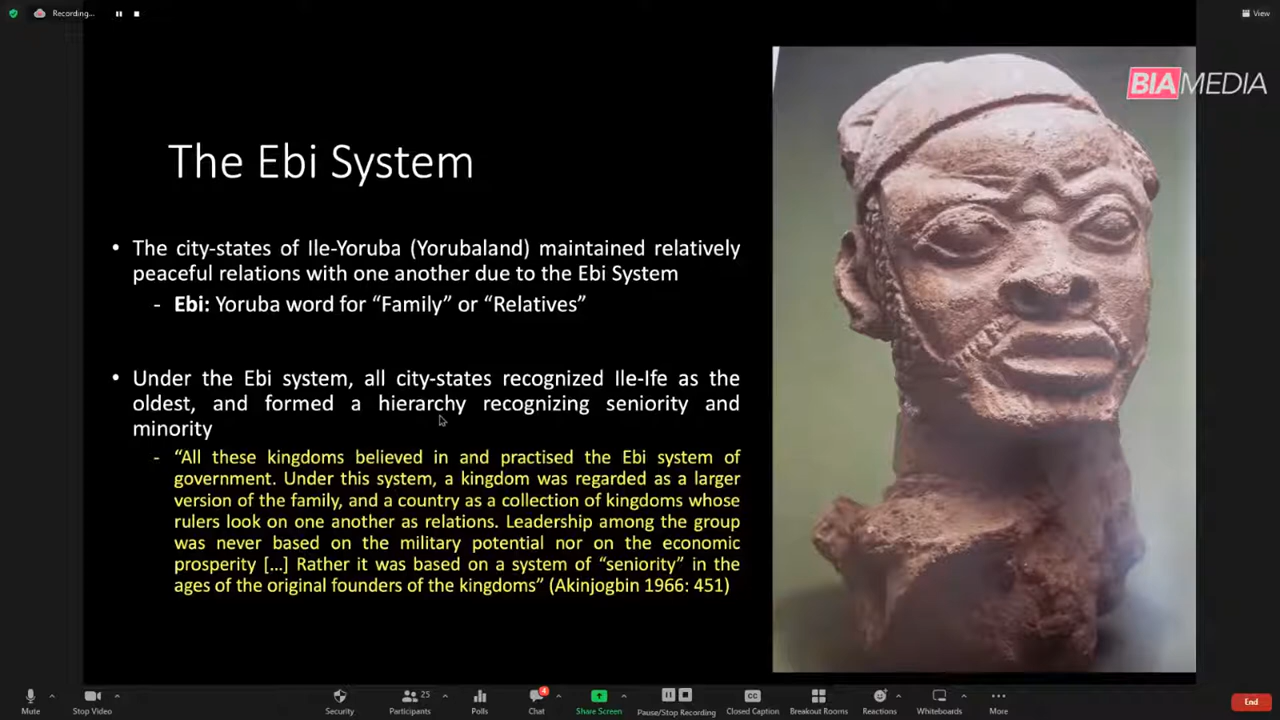 Recording...
View
BIAMEDIA
The Ebi System
• The city-states of Ile-Yoruba (Yorubaland) maintained relatively
peaceful relations with one another due to the Ebi System
- Ebi: Yoruba word for “Family” or “Relatives”
• Under the Ebi system, all city-states recognized Ile-Ife as the
oldest, and formed a hierarchy recognizing seniority and
minority
- “All these kingdoms believed in and practised the Ebi system of
government. Under this system, a kingdom was regarded as a larger
version of the family, and a country as a collection of kingdoms whose
rulers look on one another as relations. Leadership among the group
was never based on the military potential nor on the economic
prosperity [...] Rather it was based on a system of “seniority” in the
ages of the original founders of the kingdoms” (Akinjogbin 1966: 451)
Mute
Stop Video
Security
25
Participants
Polls
4
Chat
Share Screen
Pause/Stop Recording
CC
Closed Caption
Breakout Rooms
Reactions
Whiteboards
More
End